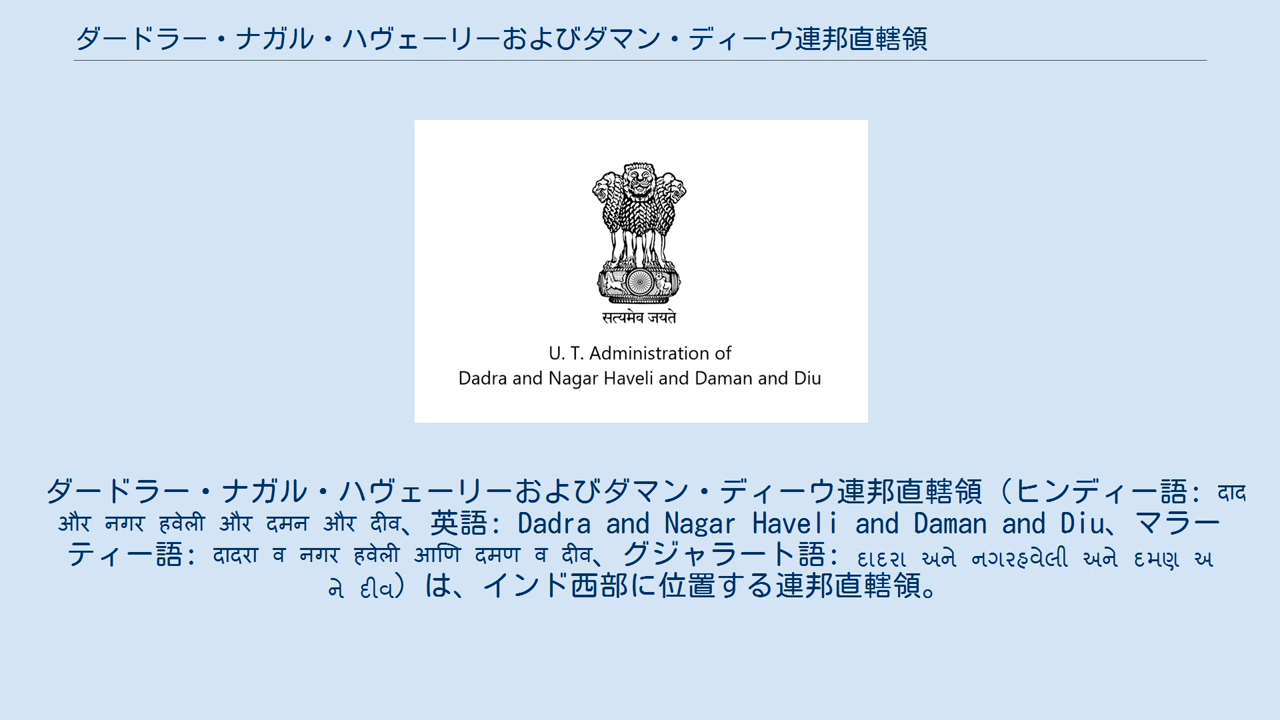 ダードラー・ナガル・ハヴェーリーおよびダマン・ディーウ連邦直轄領
सत्यमेव जयते
U. T. Administration of
Dadra and Nagar Haveli and Daman and Diu
ダードラー・ナガル・ハヴェーリーおよびダマン・ディーウ連邦直轄領（ヒンディー語: दाद
और नगर हवेली और दमन और दीव、英語: Dadra and Nagar Haveli and Daman and Diu、マラー
ティー語: दादरा व नगर हवेली आणि दमण व दीव、グジャラート語: દાદરા અને નગરહવેલી અને દમણ અ
ને દીવ）は、インド西部に位置する連邦直轄領。